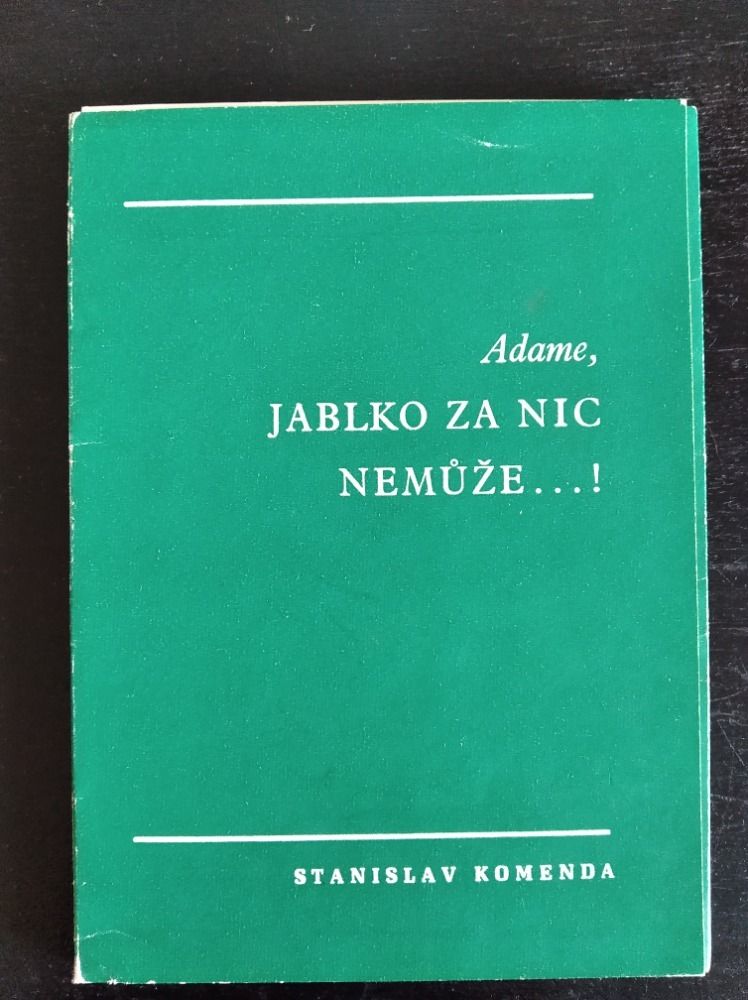 Adame,
JABLKO ZA NIC
NEMŮŽE...!
STANISLAV KOMENDA